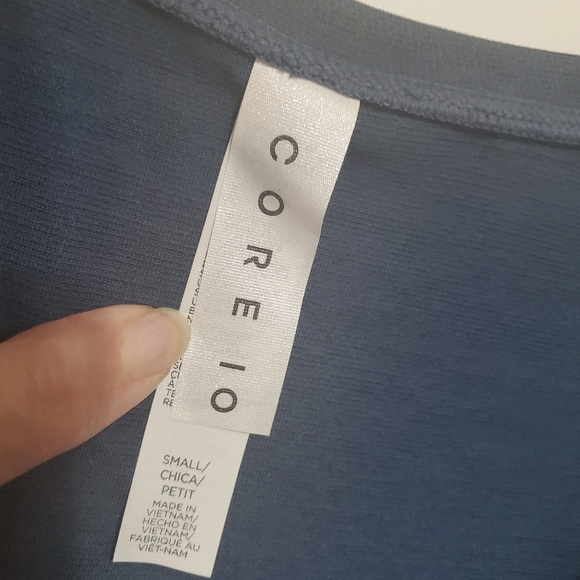 CORE 10
SMALL/
CHICA/
PETIT
MADE IN
VIETNAM/
HECHO EN
VIETNAM/
FABRIQUÉ AU
VIÊT-NAM